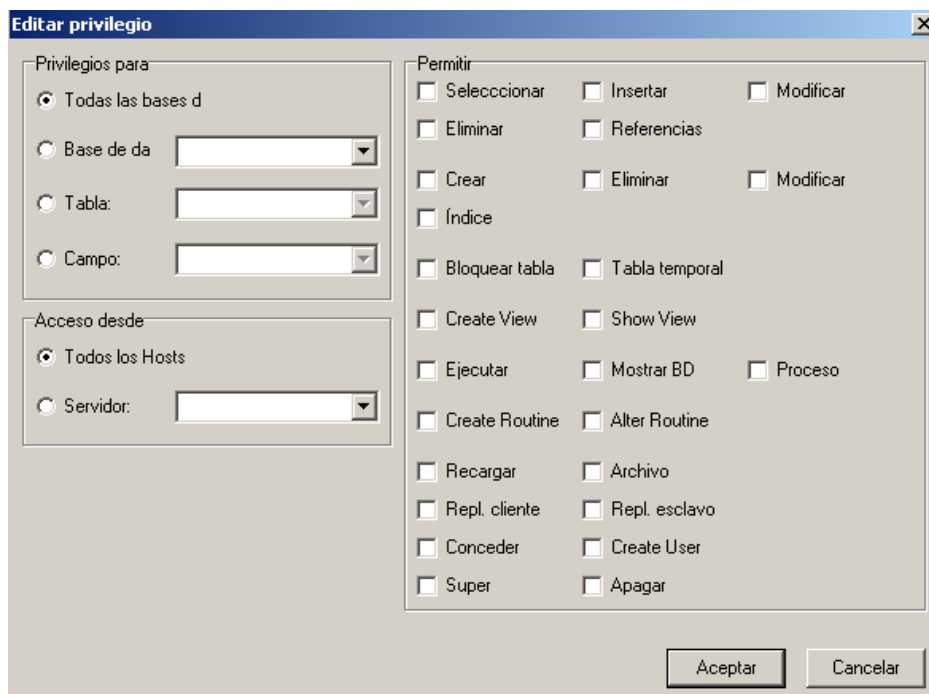 Editar privilegio
Privilegios para
Todas las bases d
Base de da
Tabla:
Campo:
Acceso desde
Todos los Hosts
Servidor:
Permitir
Selecccionar Insertar Modificar
Eliminar Referencias
Crear Eliminar Modificar
Índice
Bloquear tabla Tabla temporal
Create View Show View
Ejecutar Mostrar BD Proceso
Create Routine Alter Routine
Recargar Archivo
Repl. cliente Repl. esclavo
Conceder Create User
Super Apagar
Aceptar Cancelar